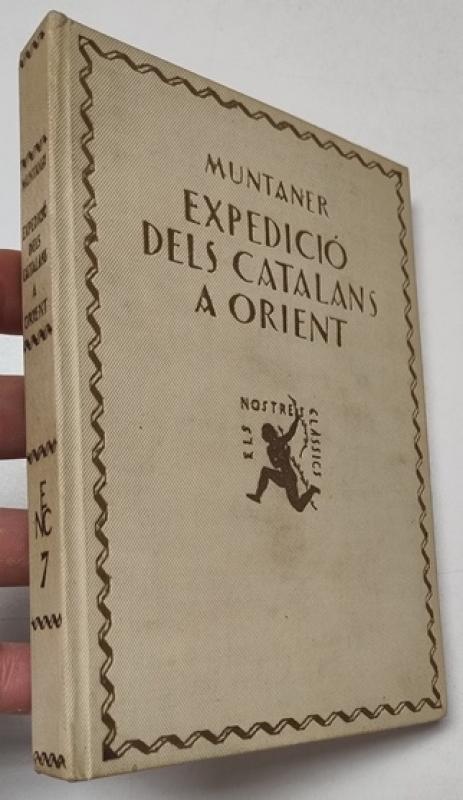 MUNTANER
EXPEDICIÓ
DELS CATALANS
A ORIENT
ELS NOSTRES CLÀSSICS
MUNTANER
EXPEDICIÓ
DELS
CATALANS
A
ORIENT
E
NC
7